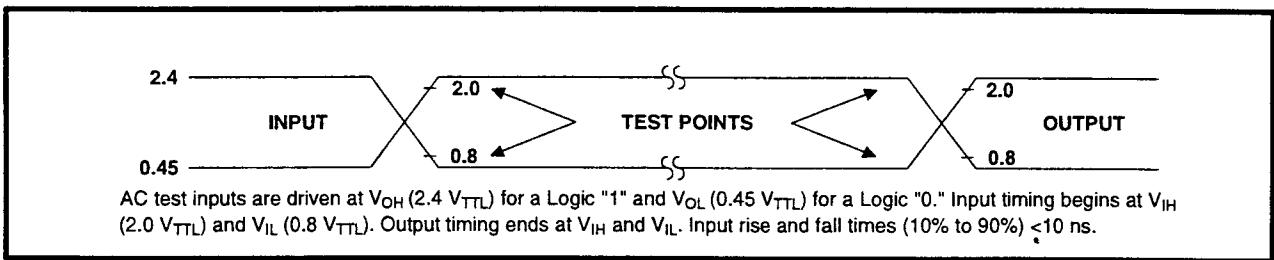 2.4
2.0
2.0
INPUT
TEST POINTS
OUTPUT
0.8
0.8
0.45
AC test inputs are driven at VOH (2.4 VTTL) for a Logic "1" and VOL (0.45 VTTL) for a Logic "0." Input timing begins at VIH
(2.0 VTTL) and VIL (0.8 VTTL). Output timing ends at VIH and VIL. Input rise and fall times (10% to 90%) <10 ns.